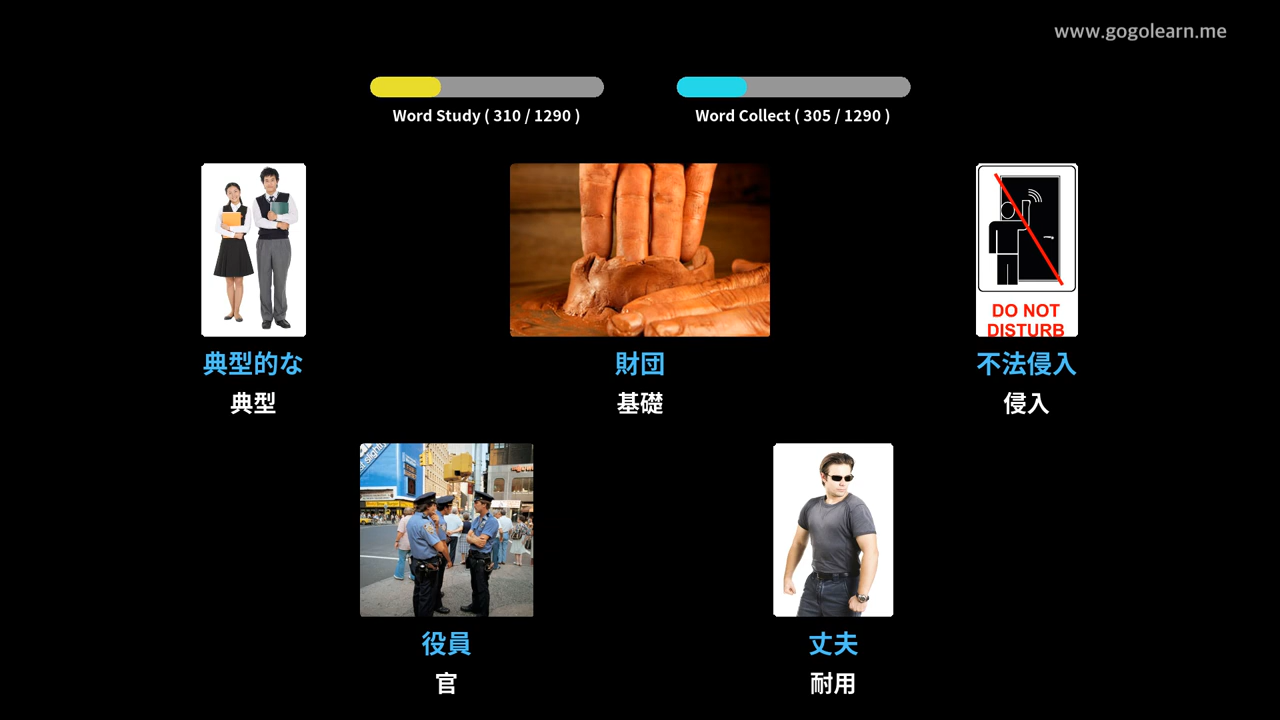 www.gogolearn.me
Word Study ( 310 / 1290 )
Word Collect ( 305 / 1290 )
DO NOT
DISTURB
典型的な
財団
不法侵入
典型
基礎
侵入
役員
丈夫
官
耐用